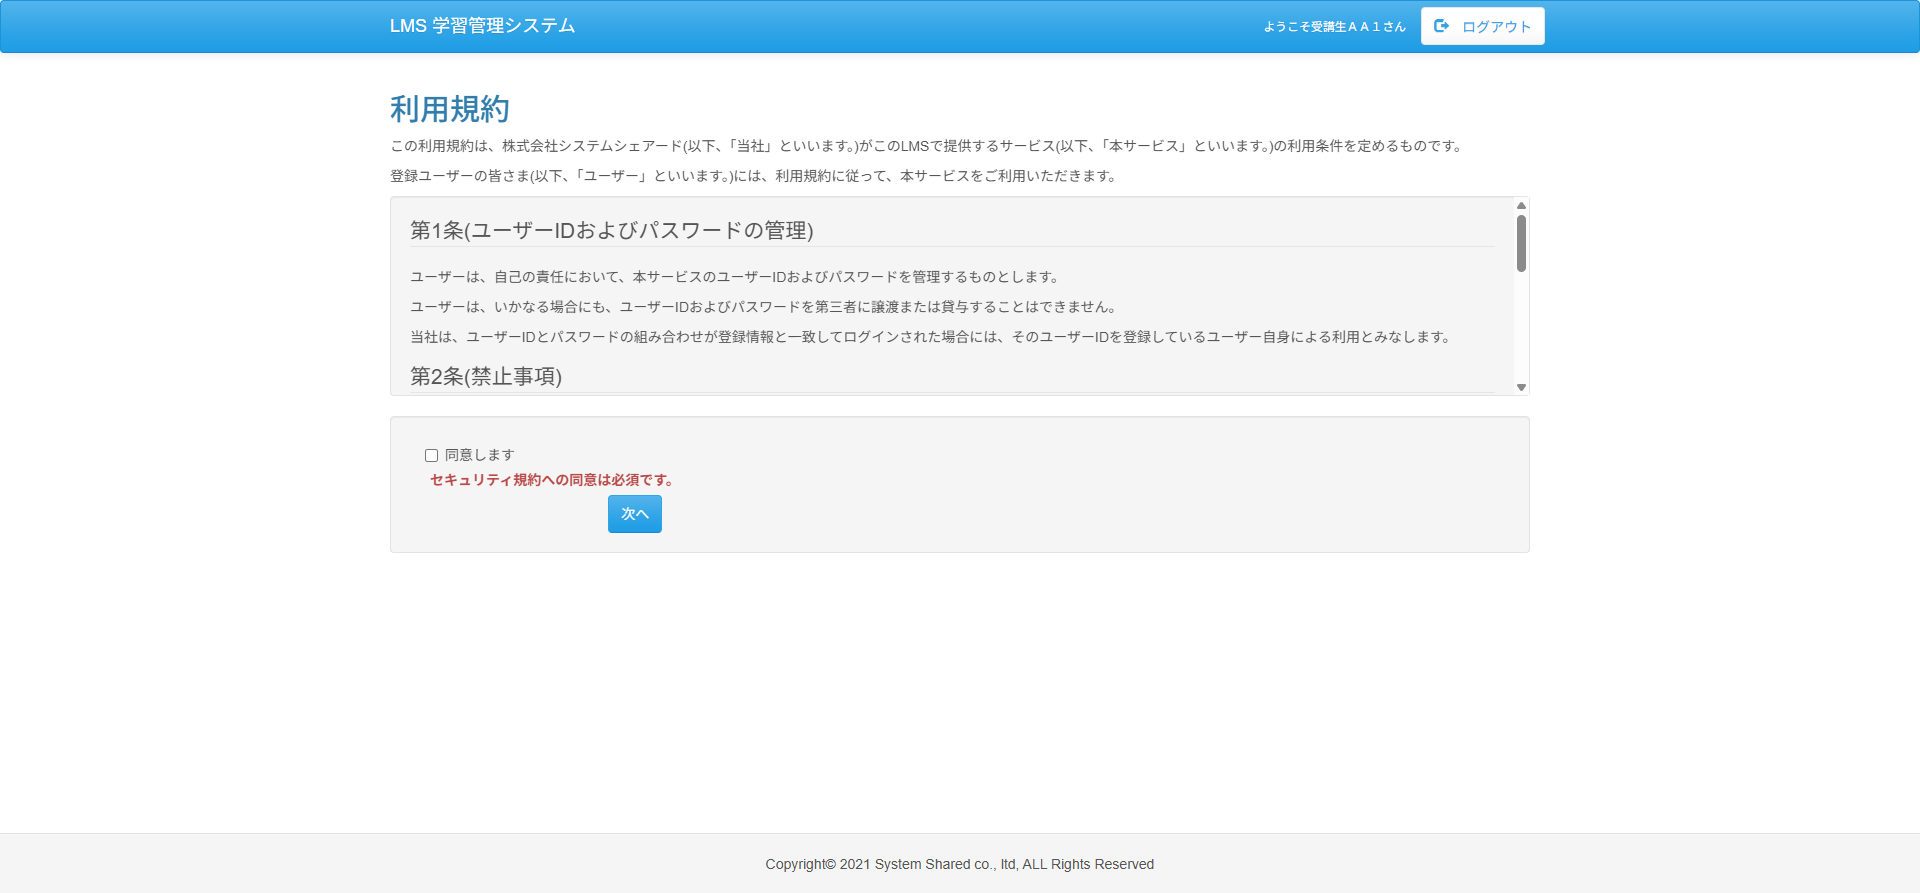 LMS 学習管理システム
ようこそ受講生ＡＡ１さん
ログアウト
利用規約
この利用規約は、株式会社システムシェアード(以下、「当社」といいます。)がこのLMSで提供するサービス(以下、「本サービス」といいます。)の利用条件を定めるものです。
登録ユーザーの皆さま(以下、「ユーザー」といいます。)には、利用規約に従って、本サービスをご利用いただきます。
第1条(ユーザーIDおよびパスワードの管理)
ユーザーは、自己の責任において、本サービスのユーザーIDおよびパスワードを管理するものとします。
ユーザーは、いかなる場合にも、ユーザーIDおよびパスワードを第三者に譲渡または貸与することはできません。
当社は、ユーザーIDとパスワードの組み合わせが登録情報と一致してログインされた場合には、そのユーザーIDを登録しているユーザー自身による利用とみなします。
第2条(禁止事項)
同意します
セキュリティ規約への同意は必須です。
次へ
Copyright© 2021 System Shared co., ltd, ALL Rights Reserved